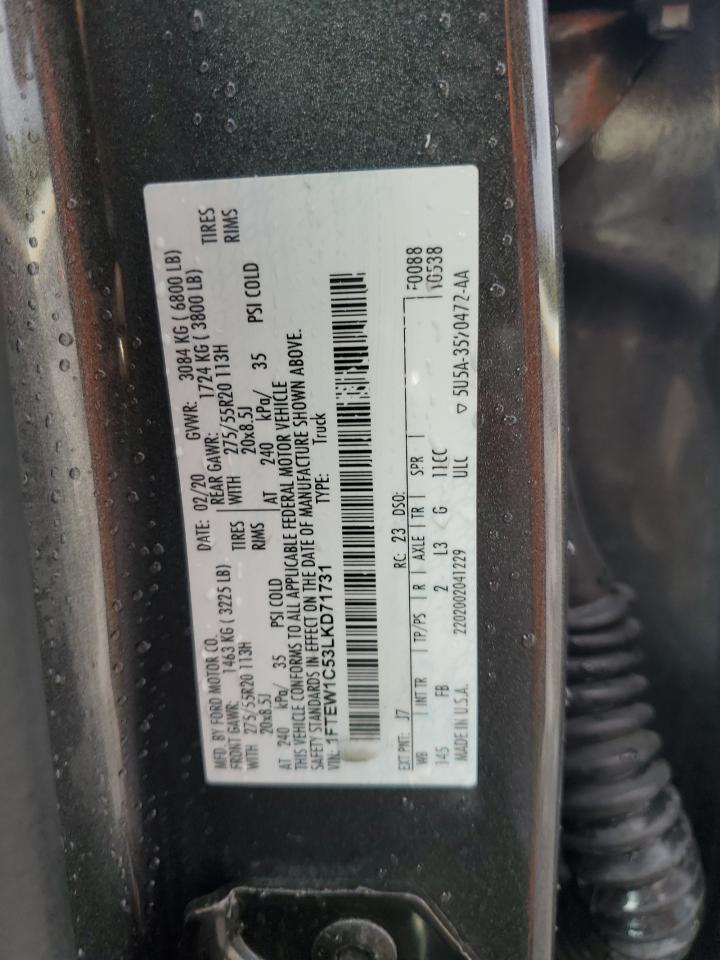 MFD. BY FORD MOTOR CO. DATE: 02/20 GVWR: 3084 KG ( 6800 LB)
FRONT GAWR: 1463 KG ( 3225 LB) REAR GAWR: 1724 KG ( 3800 LB)
WITH 275/55R20 113H TIRES WITH 275/55R20 113H TIRES
20x8.5J RIMS 20x8.5J RIMS
AT 240 kPa/ 35 PSI COLD AT 240 kPa/ 35 PSI COLD
THIS VEHICLE CONFORMS TO ALL APPLICABLE FEDERAL MOTOR VEHICLE
SAFETY STANDARDS IN EFFECT ON THE DATE OF MANUFACTURE SHOWN ABOVE.
VIN: 1FTEW1C53LKD71731 TYPE: Truck
F0088
EXT PNT: J7 RC: 23 DSO: 10538
WB INT TR TP/PS R AXLE TR SPR
145 FB 2 L3 G 11CC
MADE IN U.S.A. 2202002041229 ULC